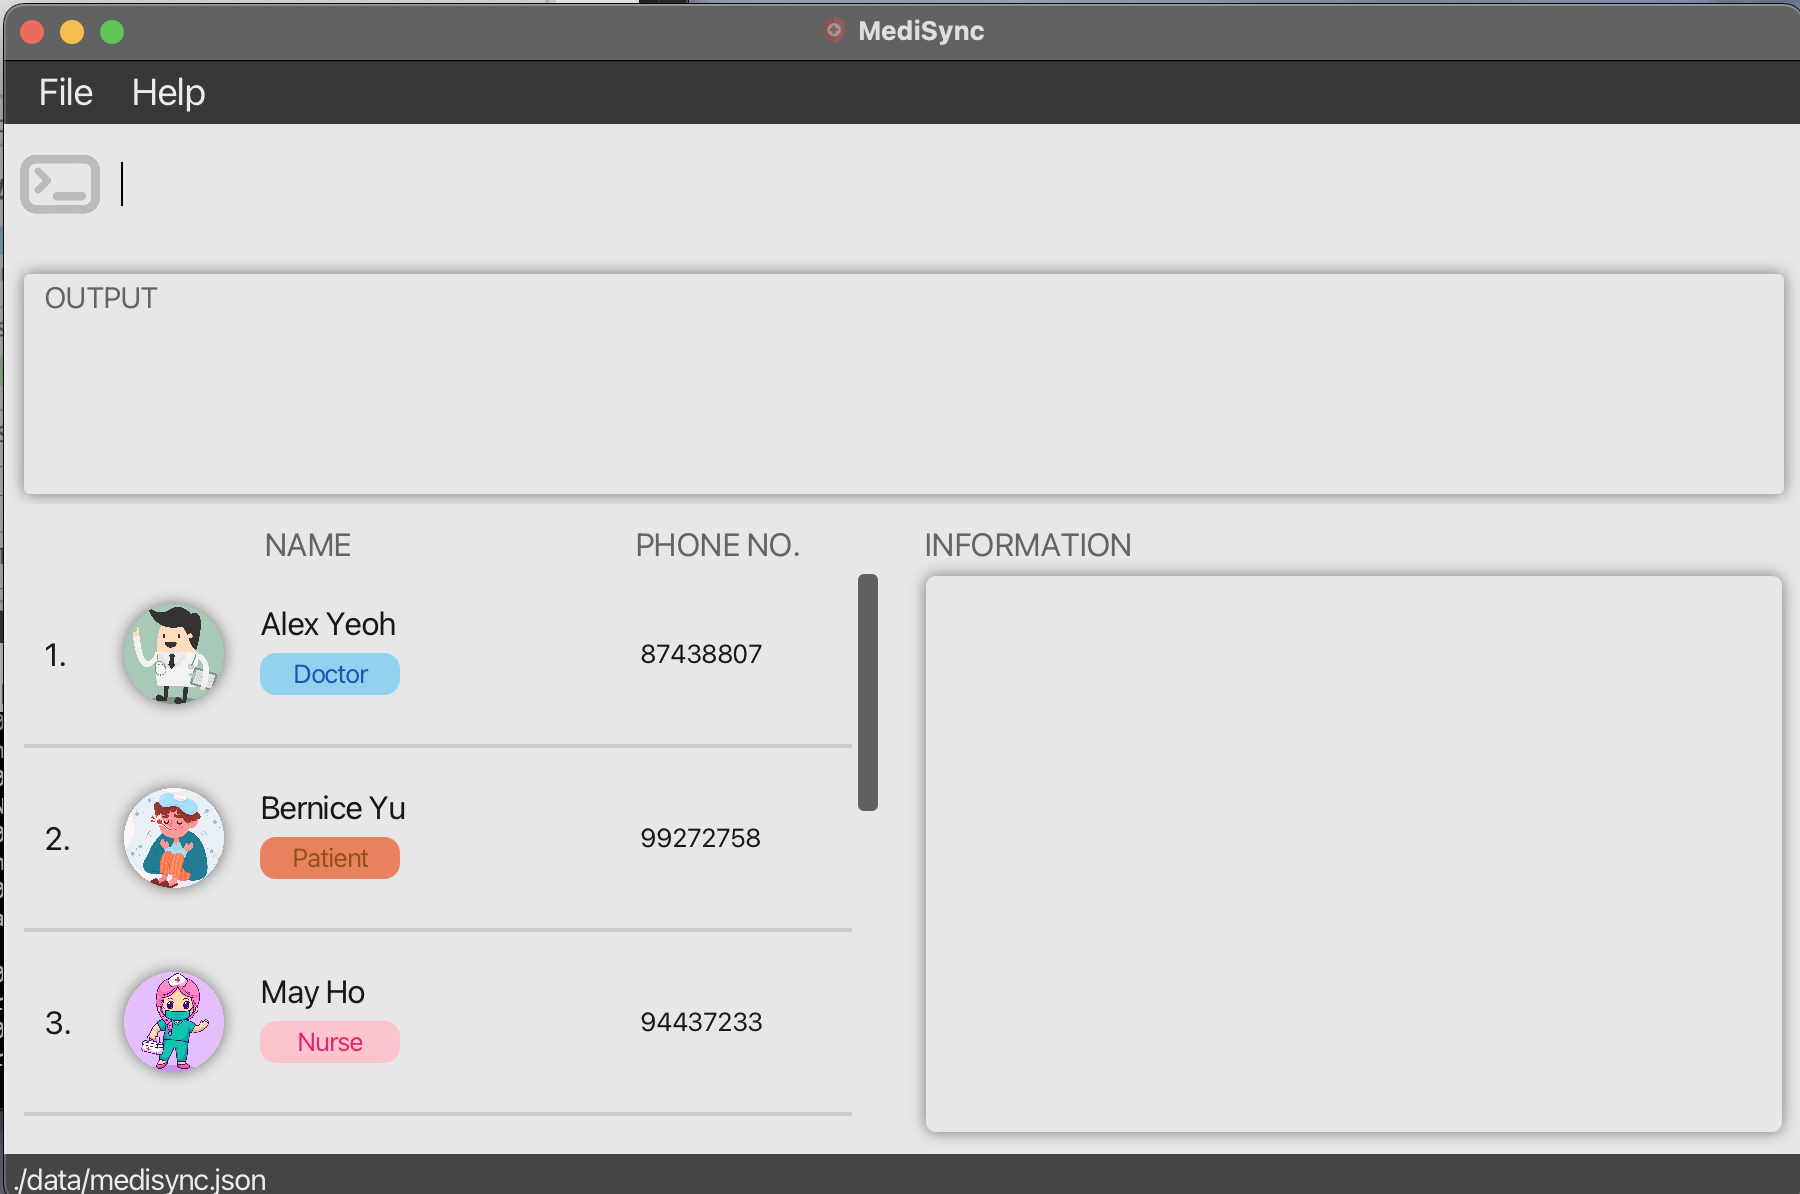 MediSync
File Help
OUTPUT
NAME PHONE NO. INFORMATION
1. Alex Yeoh 87438807
Doctor
2. Bernice Yu 99272758
Patient
3. May Ho 94437233
Nurse
./data/medisync.json